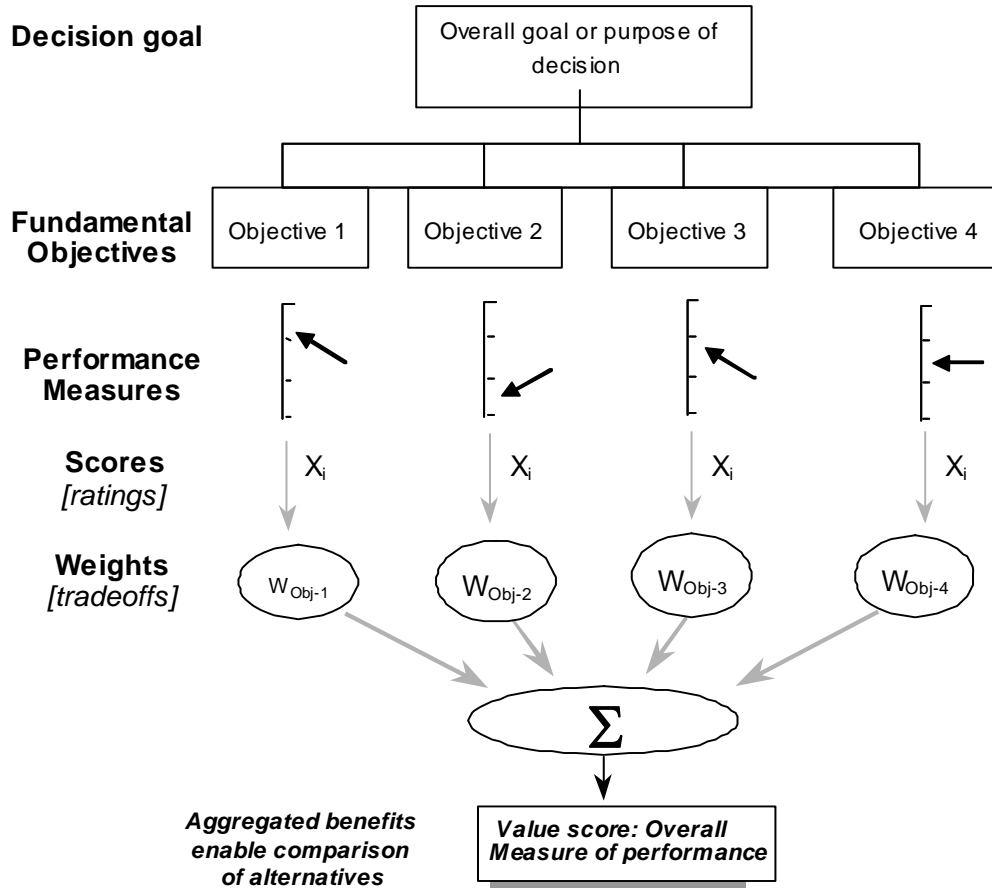 Decision goal
Overall goal or purpose of
decision
Fundamental
Objectives
Objective 1
Objective 2
Objective 3
Objective 4
Performance
Measures
Scores
[ratings]
Xi
Xi
Xi
Xi
Weights
[tradeoffs]
WObj-1
WObj-2
WObj-3
WObj-4
Σ
Aggregated benefits
enable comparison
of alternatives
Value score: Overall
Measure of performance